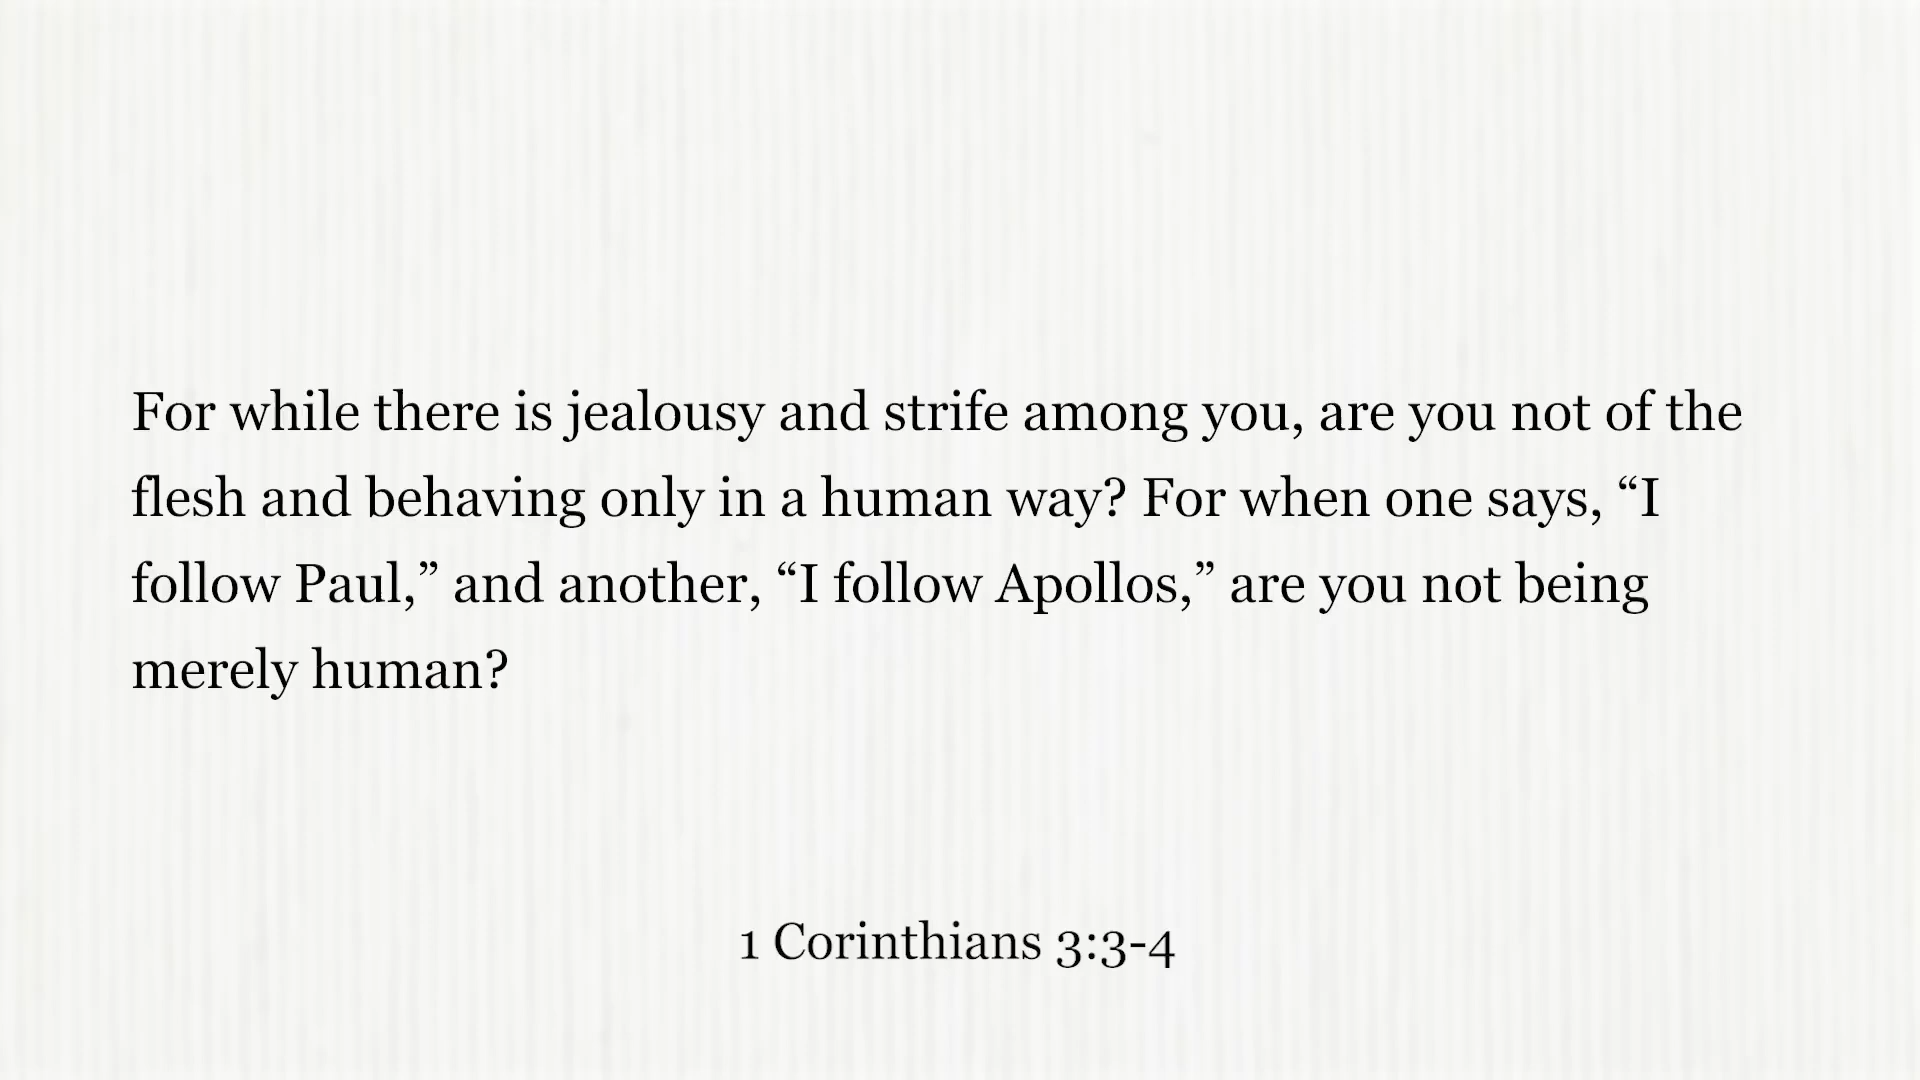 For while there is jealousy and strife among you, are you not of the
flesh and behaving only in a human way? For when one says, “I
follow Paul,” and another, “I follow Apollos,” are you not being
merely human?
1 Corinthians 3:3-4